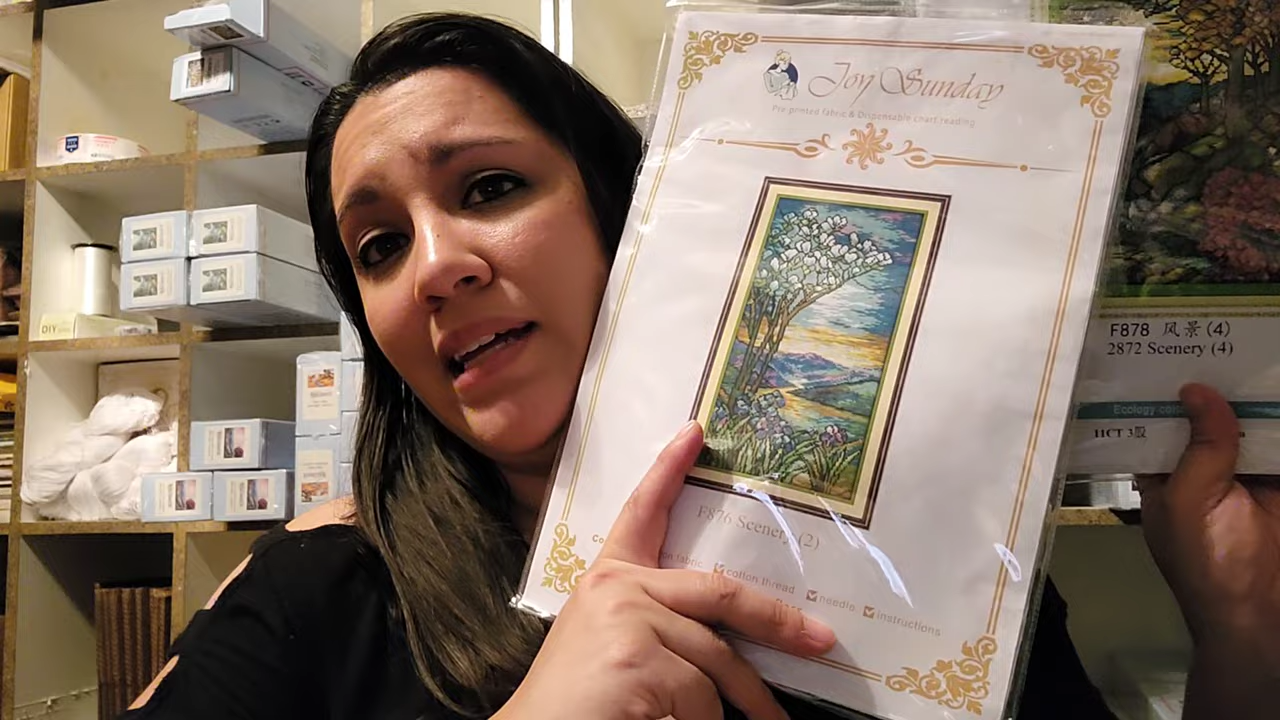 Joy Sunday
Pre-printed fabric & Dispensable chart reading
F876 Scenery (2)
cotton thread
needle
instructions
F878 风景 (4)
2872 Scenery (4)
11CT 3股
DIY